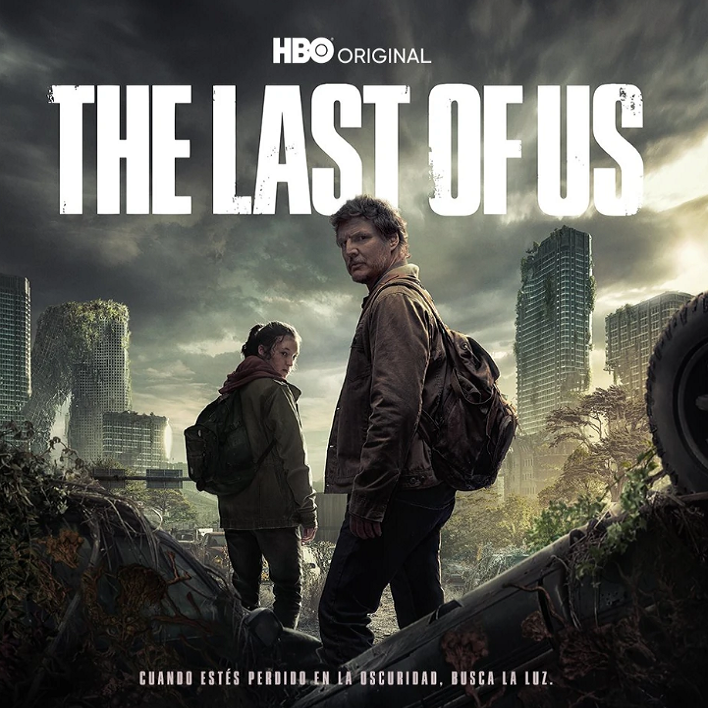 HBO ORIGINAL
THE LAST OF US
CUANDO ESTÉS PERDIDO EN LA OSCURIDAD, BUSCA LA LUZ.